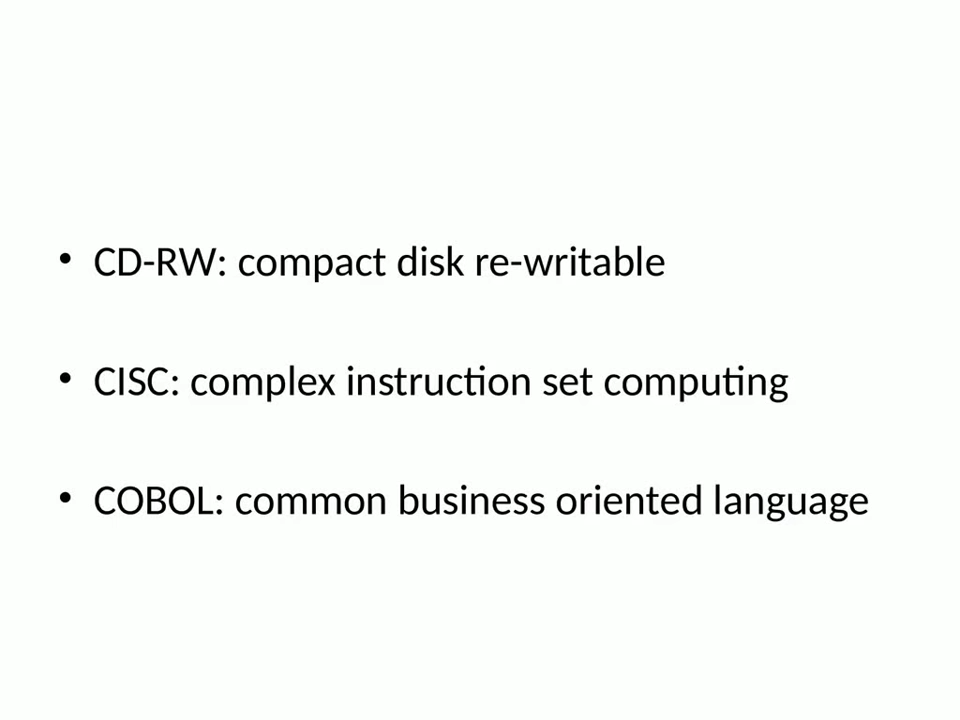 • CD-RW: compact disk re-writable
• CISC: complex instruction set computing
• COBOL: common business oriented language